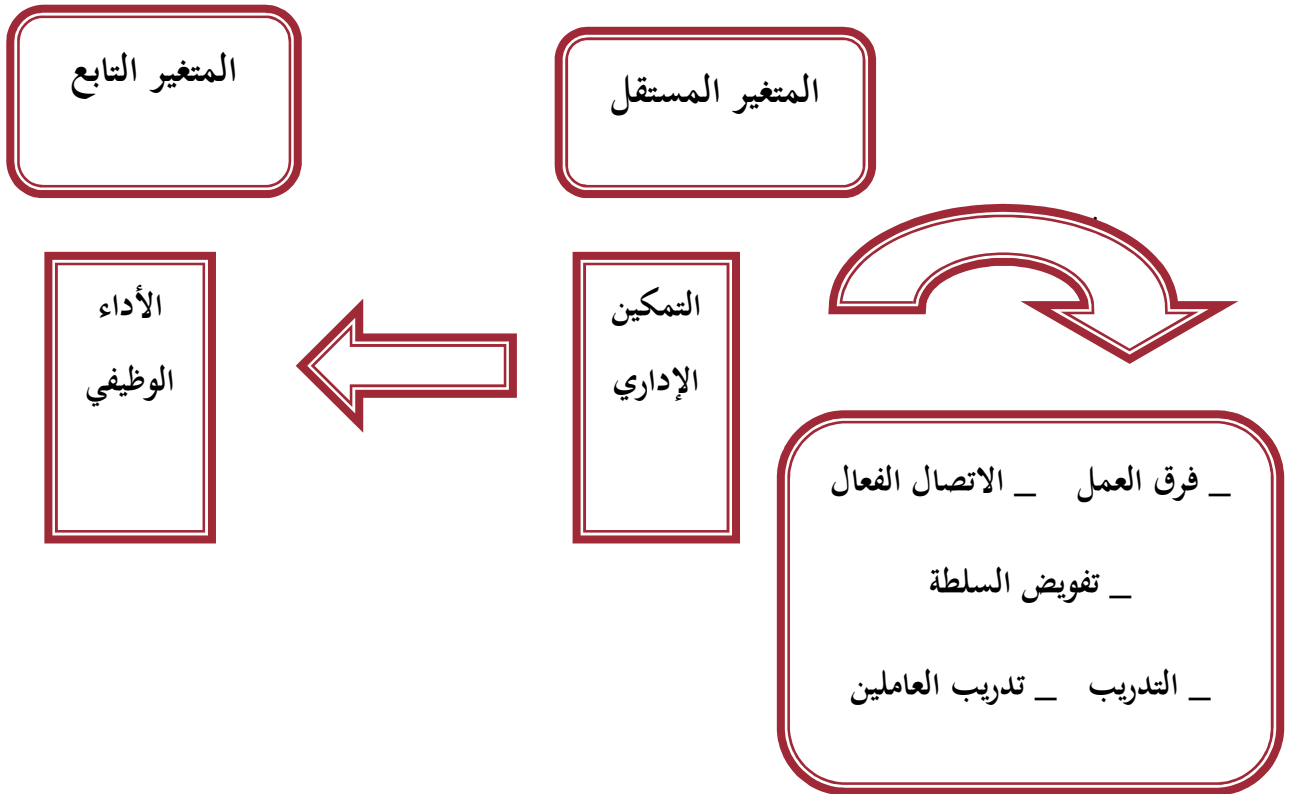 المتغير المستقل
المتغير التابع
التمكين
الإداري
الأداء
الوظيفي
_ فرق العمل _ الاتصال الفعال
_ تفويض السلطة
_ التدريب _ تدريب العاملين